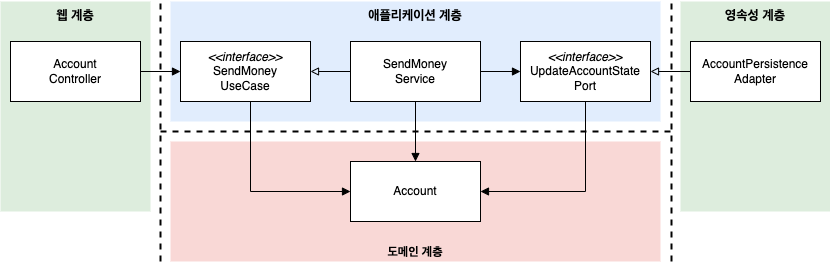 웹 계층
애플리케이션 계층
영속성 계층
Account
Controller
<<interface>>
SendMoney
UseCase
SendMoney
Service
<<interface>>
UpdateAccountState
Port
AccountPersistence
Adapter
Account
도메인 계층